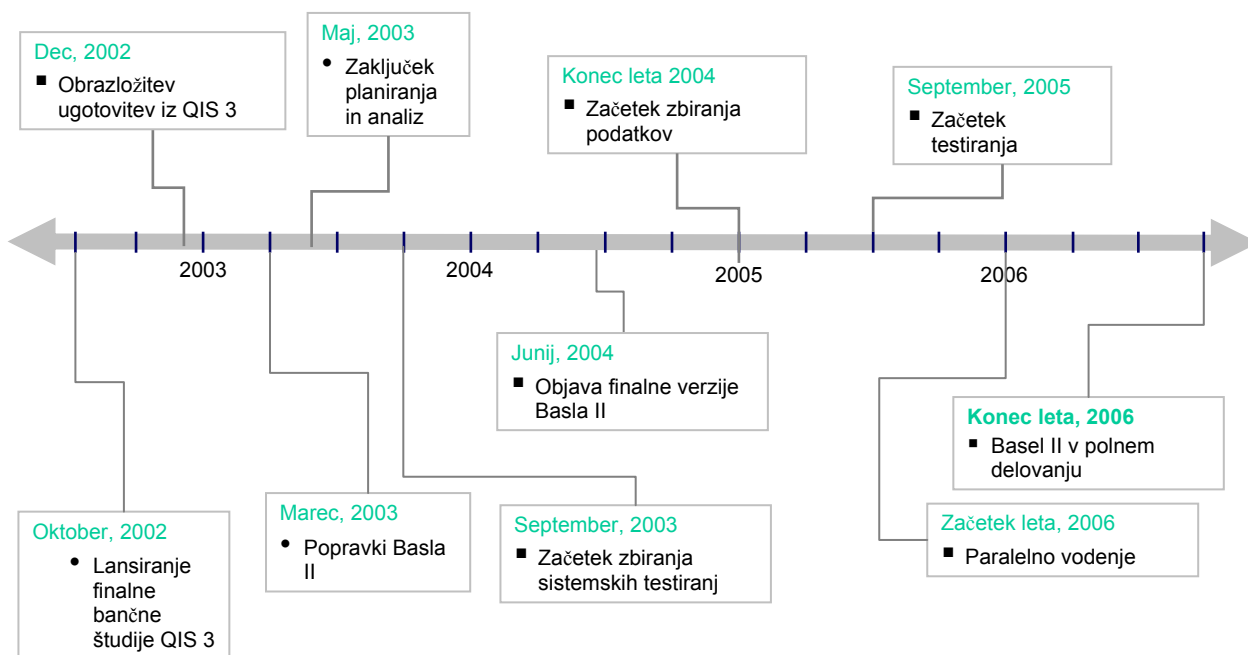 Dec, 2002
▪ Obrazložitev
ugotovitev iz QIS 3
Maj, 2003
• Zaključek
planiranja
in analiz
Konec leta 2004
▪ Začetek zbiranja
podatkov
September, 2005
▪ Začetek
testiranja
2003
2004
2005
2006
Oktober, 2002
• Lansiranje
finalne
bančne
študije QIS 3
Marec, 2003
• Popravki Basla
II
Junij, 2004
▪ Objava finalne verzije
Basla II
September, 2003
▪ Začetek zbiranja
sistemskih testiranj
Konec leta, 2006
▪ Basel II v polnem
delovanju
Začetek leta, 2006
▪ Paralelno vodenje